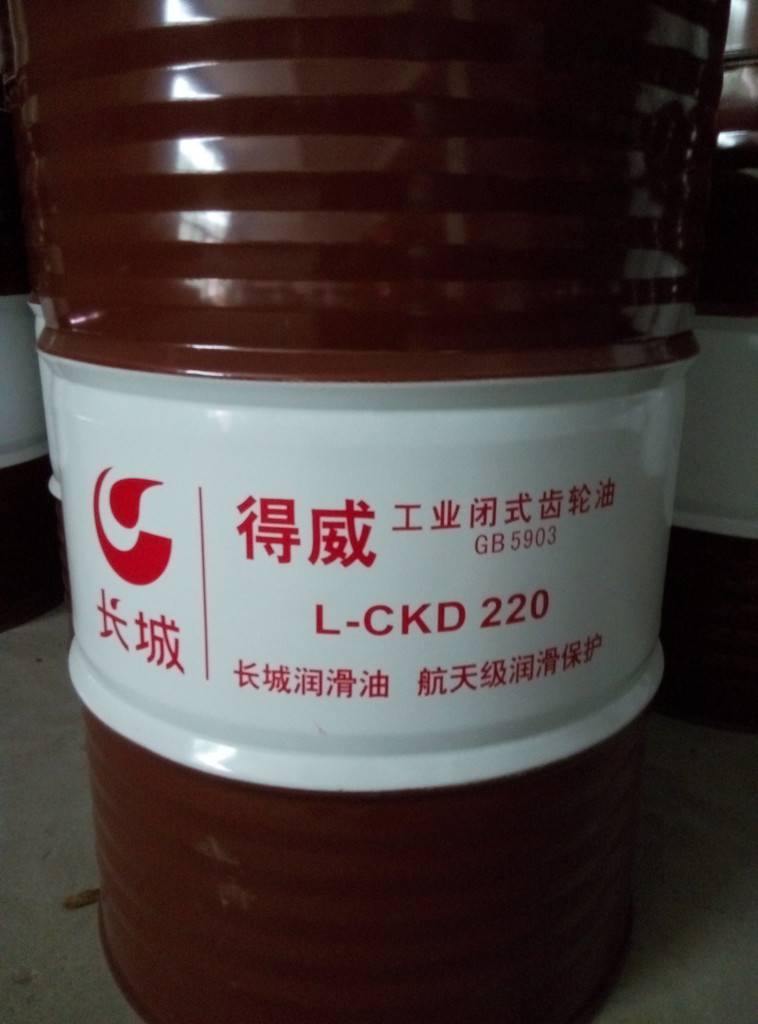 得威 工业闭式齿轮油
GB 5903
L-CKD 220
长城
长城润滑油 航天级润滑保护